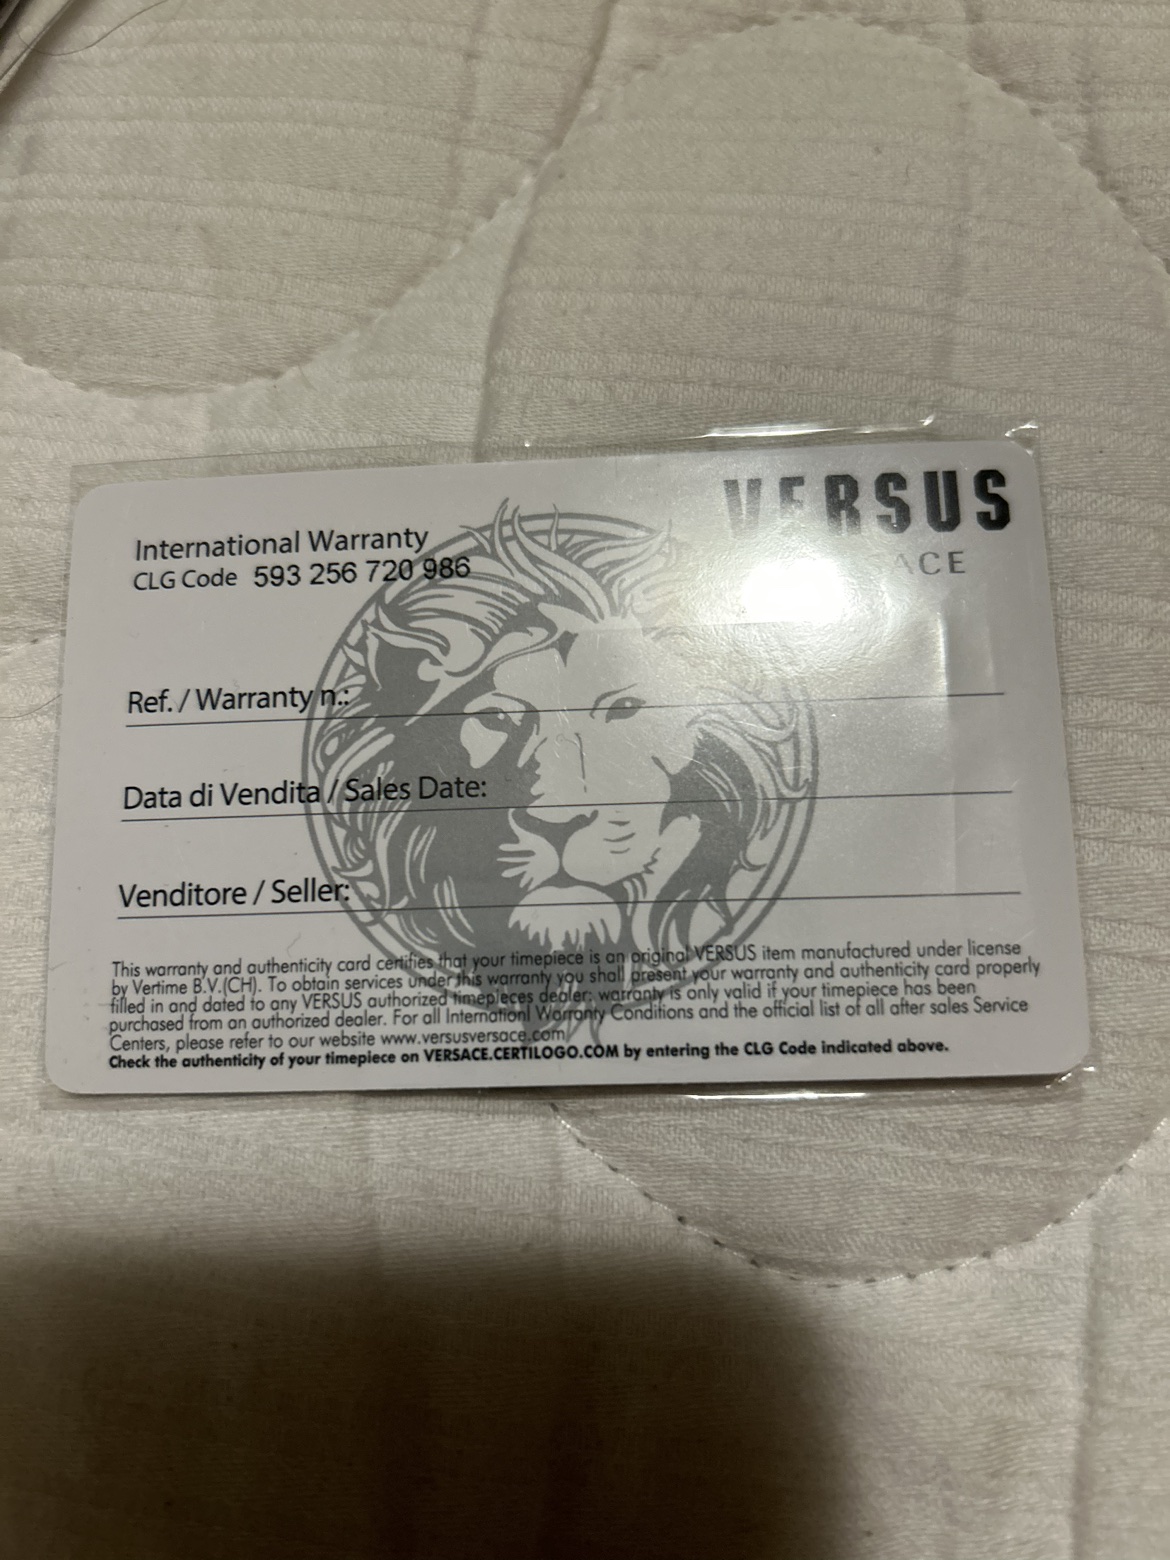 VERSUS
ACE
International Warranty
CLG Code 593 256 720 986
Ref. / Warranty n.:
Data di Vendita / Sales Date:
Venditore / Seller:
This warranty and authenticity card certifies that your timepiece is an original VERSUS item manufactured under license
by Vertime B.V.(CH). To obtain services under this warranty you shall present your warranty and authenticity card properly
filled in and dated to any VERSUS authorized timepieces dealer; warranty is only valid if your timepiece has been
purchased from an authorized dealer. For all Internationl Warranty Conditions and the official list of all after sales Service
Centers, please refer to our website www.versusversace.com
Check the authenticity of your timepiece on VERSACE.CERTILOGO.COM by entering the CLG Code indicated above.